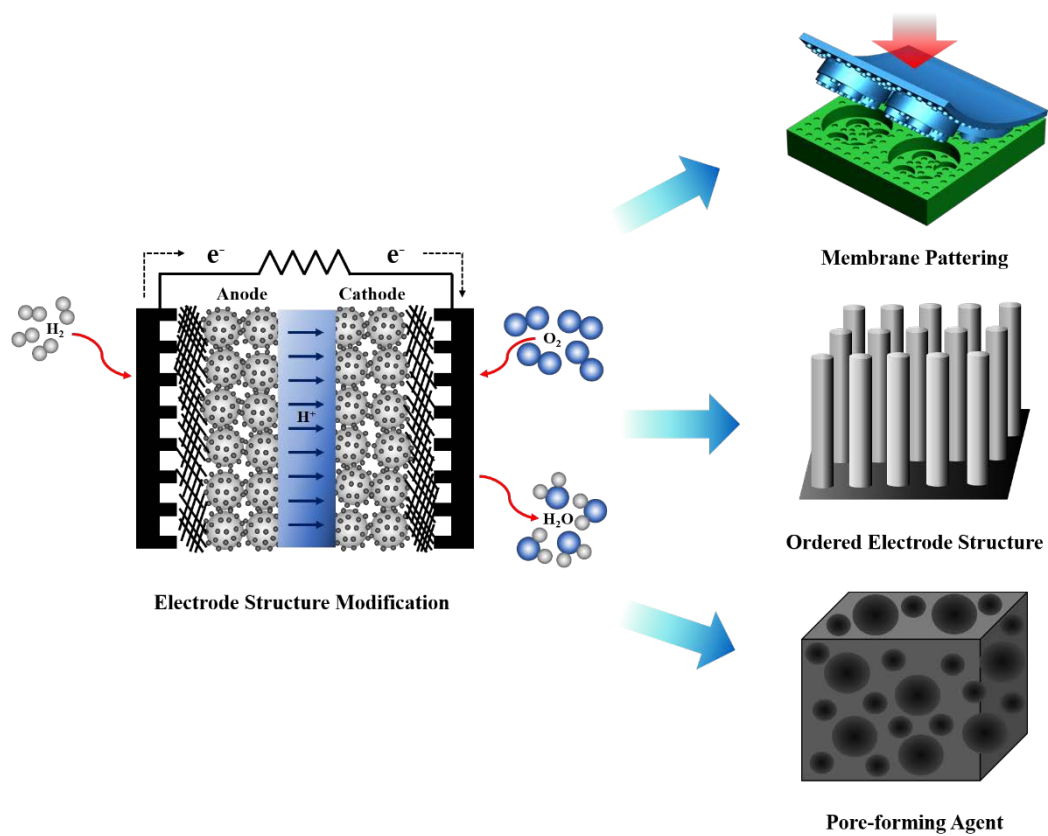 e⁻
e⁻
Anode
Cathode
H₂
O₂
H⁺
H₂O
Electrode Structure Modification
Membrane Pattering
Ordered Electrode Structure
Pore-forming Agent